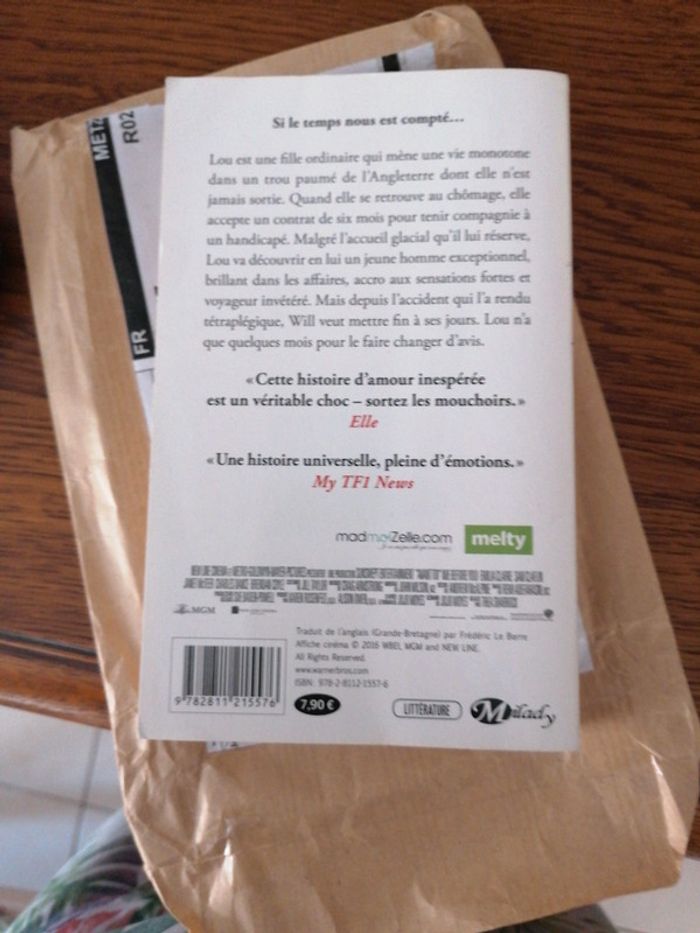 META
R02
FR
Si le temps nous est compté...
Lou est une fille ordinaire qui mène une vie monotone
dans un trou paumé de l'Angleterre dont elle n'est
jamais sortie. Quand elle se retrouve au chômage, elle
accepte un contrat de six mois pour tenir compagnie à
un handicapé. Malgré l'accueil glacial qu'il lui réserve,
Lou va découvrir en lui un jeune homme exceptionnel,
brillant dans les affaires, accro aux sensations fortes et
voyageur invétéré. Mais depuis l'accident qui l'a rendu
tétraplégique, Will veut mettre fin à ses jours. Lou n'a
que quelques mois pour le faire changer d'avis.
« Cette histoire d'amour inespérée
est un véritable choc – sortez les mouchoirs. »
Elle
« Une histoire universelle, pleine d'émotions. »
My TF1 News
madmoiZelle.com
melty
MGM
Traduit de l'anglais (Grande-Bretagne) par Frédéric Le Berre
Affiche cinéma © 2016 WBEI, MGM and NEW LINE.
All Rights Reserved.
www.warnerbros.com
ISBN: 978-2-8112-1557-6
9 782811 215576
7,90 €
LITTÉRATURE
Milady